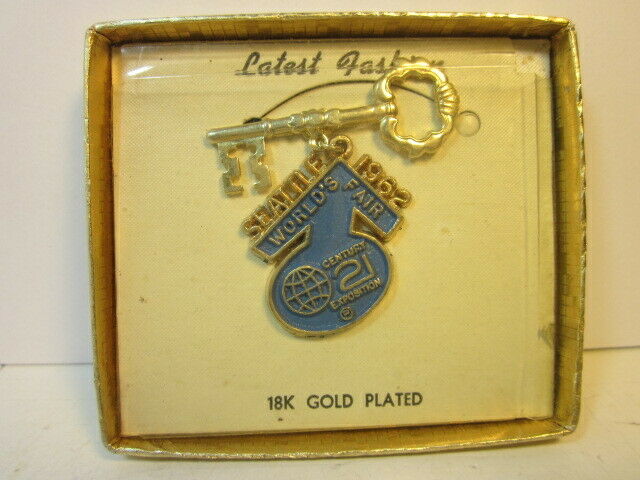 Latest Fashion
SEATTLE 1962
WORLD'S FAIR
CENTURY
21
EXPOSITION
®
18K GOLD PLATED